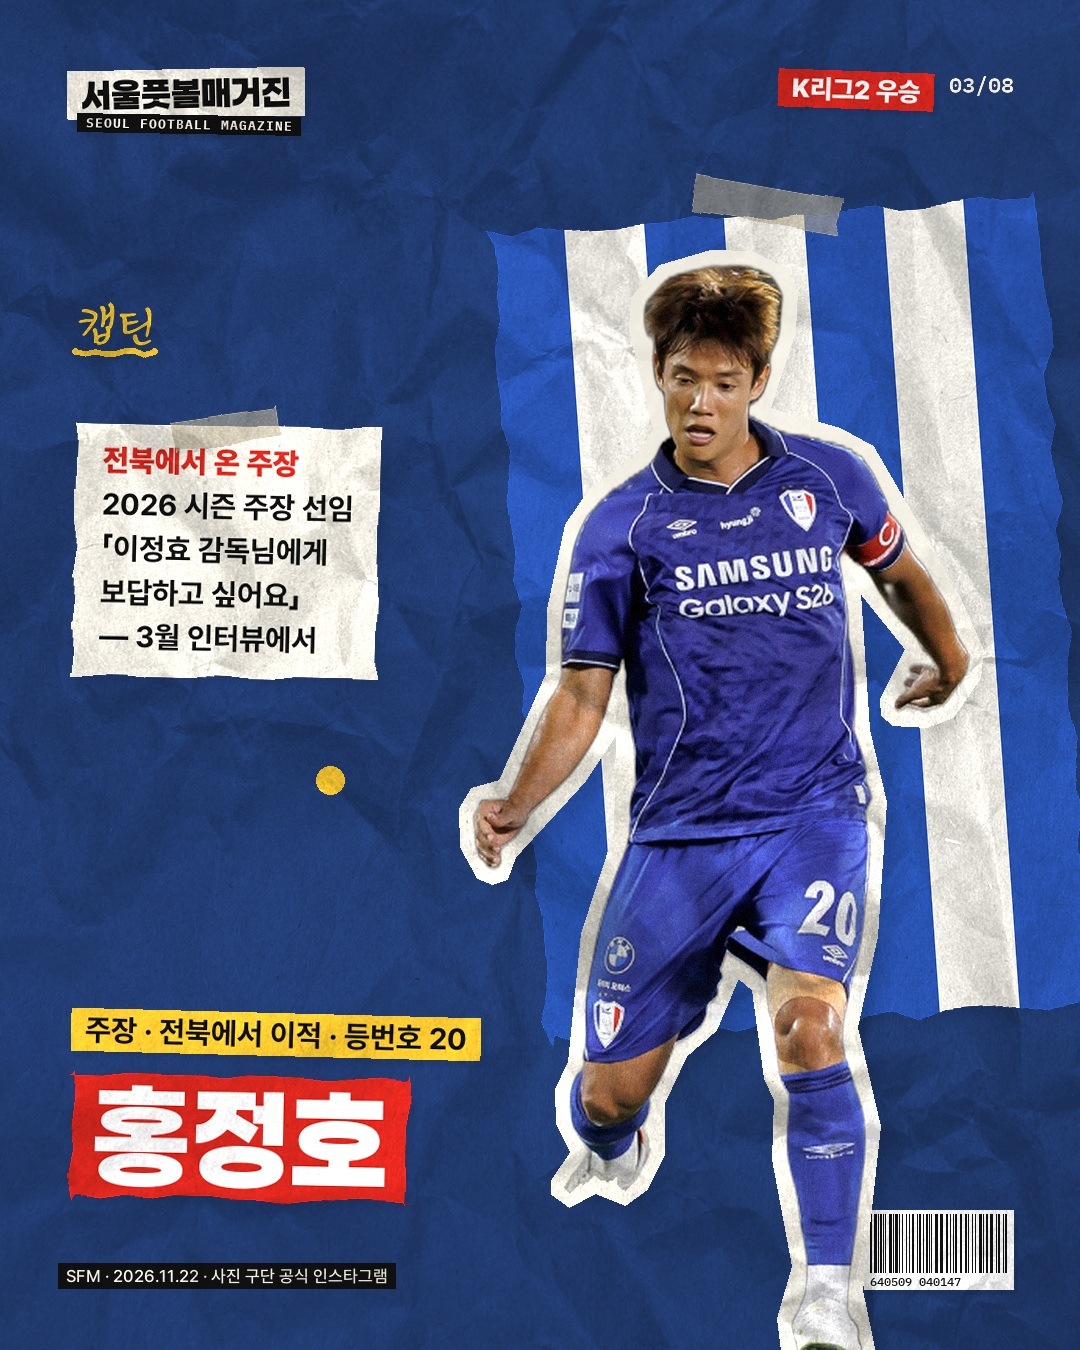 서울풋볼매거진
SEOUL FOOTBALL MAGAZINE
K리그2 우승
03/08
캡틴
전북에서 온 주장
2026 시즌 주장 선임
「이정효 감독님에게
보답하고 싶어요」
— 3월 인터뷰에서
umbro
hyungji
SAMSUNG
Galaxy S26
C
20
umbro
주장 · 전북에서 이적 · 등번호 20
홍정호
SFM · 2026.11.22 · 사진 구단 공식 인스타그램
640509 040147